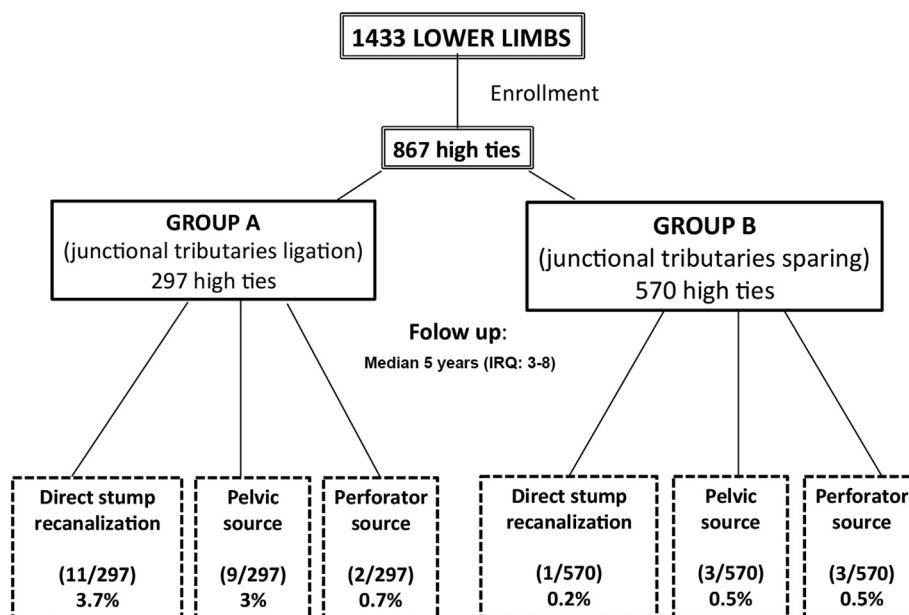 1433 LOWER LIMBS
Enrollment
867 high ties
GROUP A
(junctional tributaries ligation)
297 high ties
GROUP B
(junctional tributaries sparing)
570 high ties
Folow up:
Median 5 years (IRQ: 3-8)
Direct stump
recanalization
(11/297)
3.7%
Pelvic
source
(9/297)
3%
Perforator
source
(2/297)
0.7%
Direct stump
recanalization
(1/570)
0.2%
Pelvic
source
(3/570)
0.5%
Perforator
source
(3/570)
0.5%